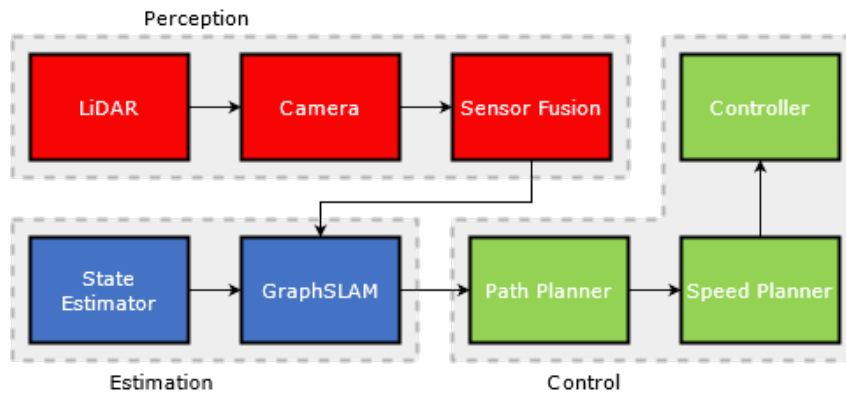 Perception
LiDAR
Camera
Sensor Fusion
Controller
State
Estimator
GraphSLAM
Path Planner
Speed Planner
Estimation
Control